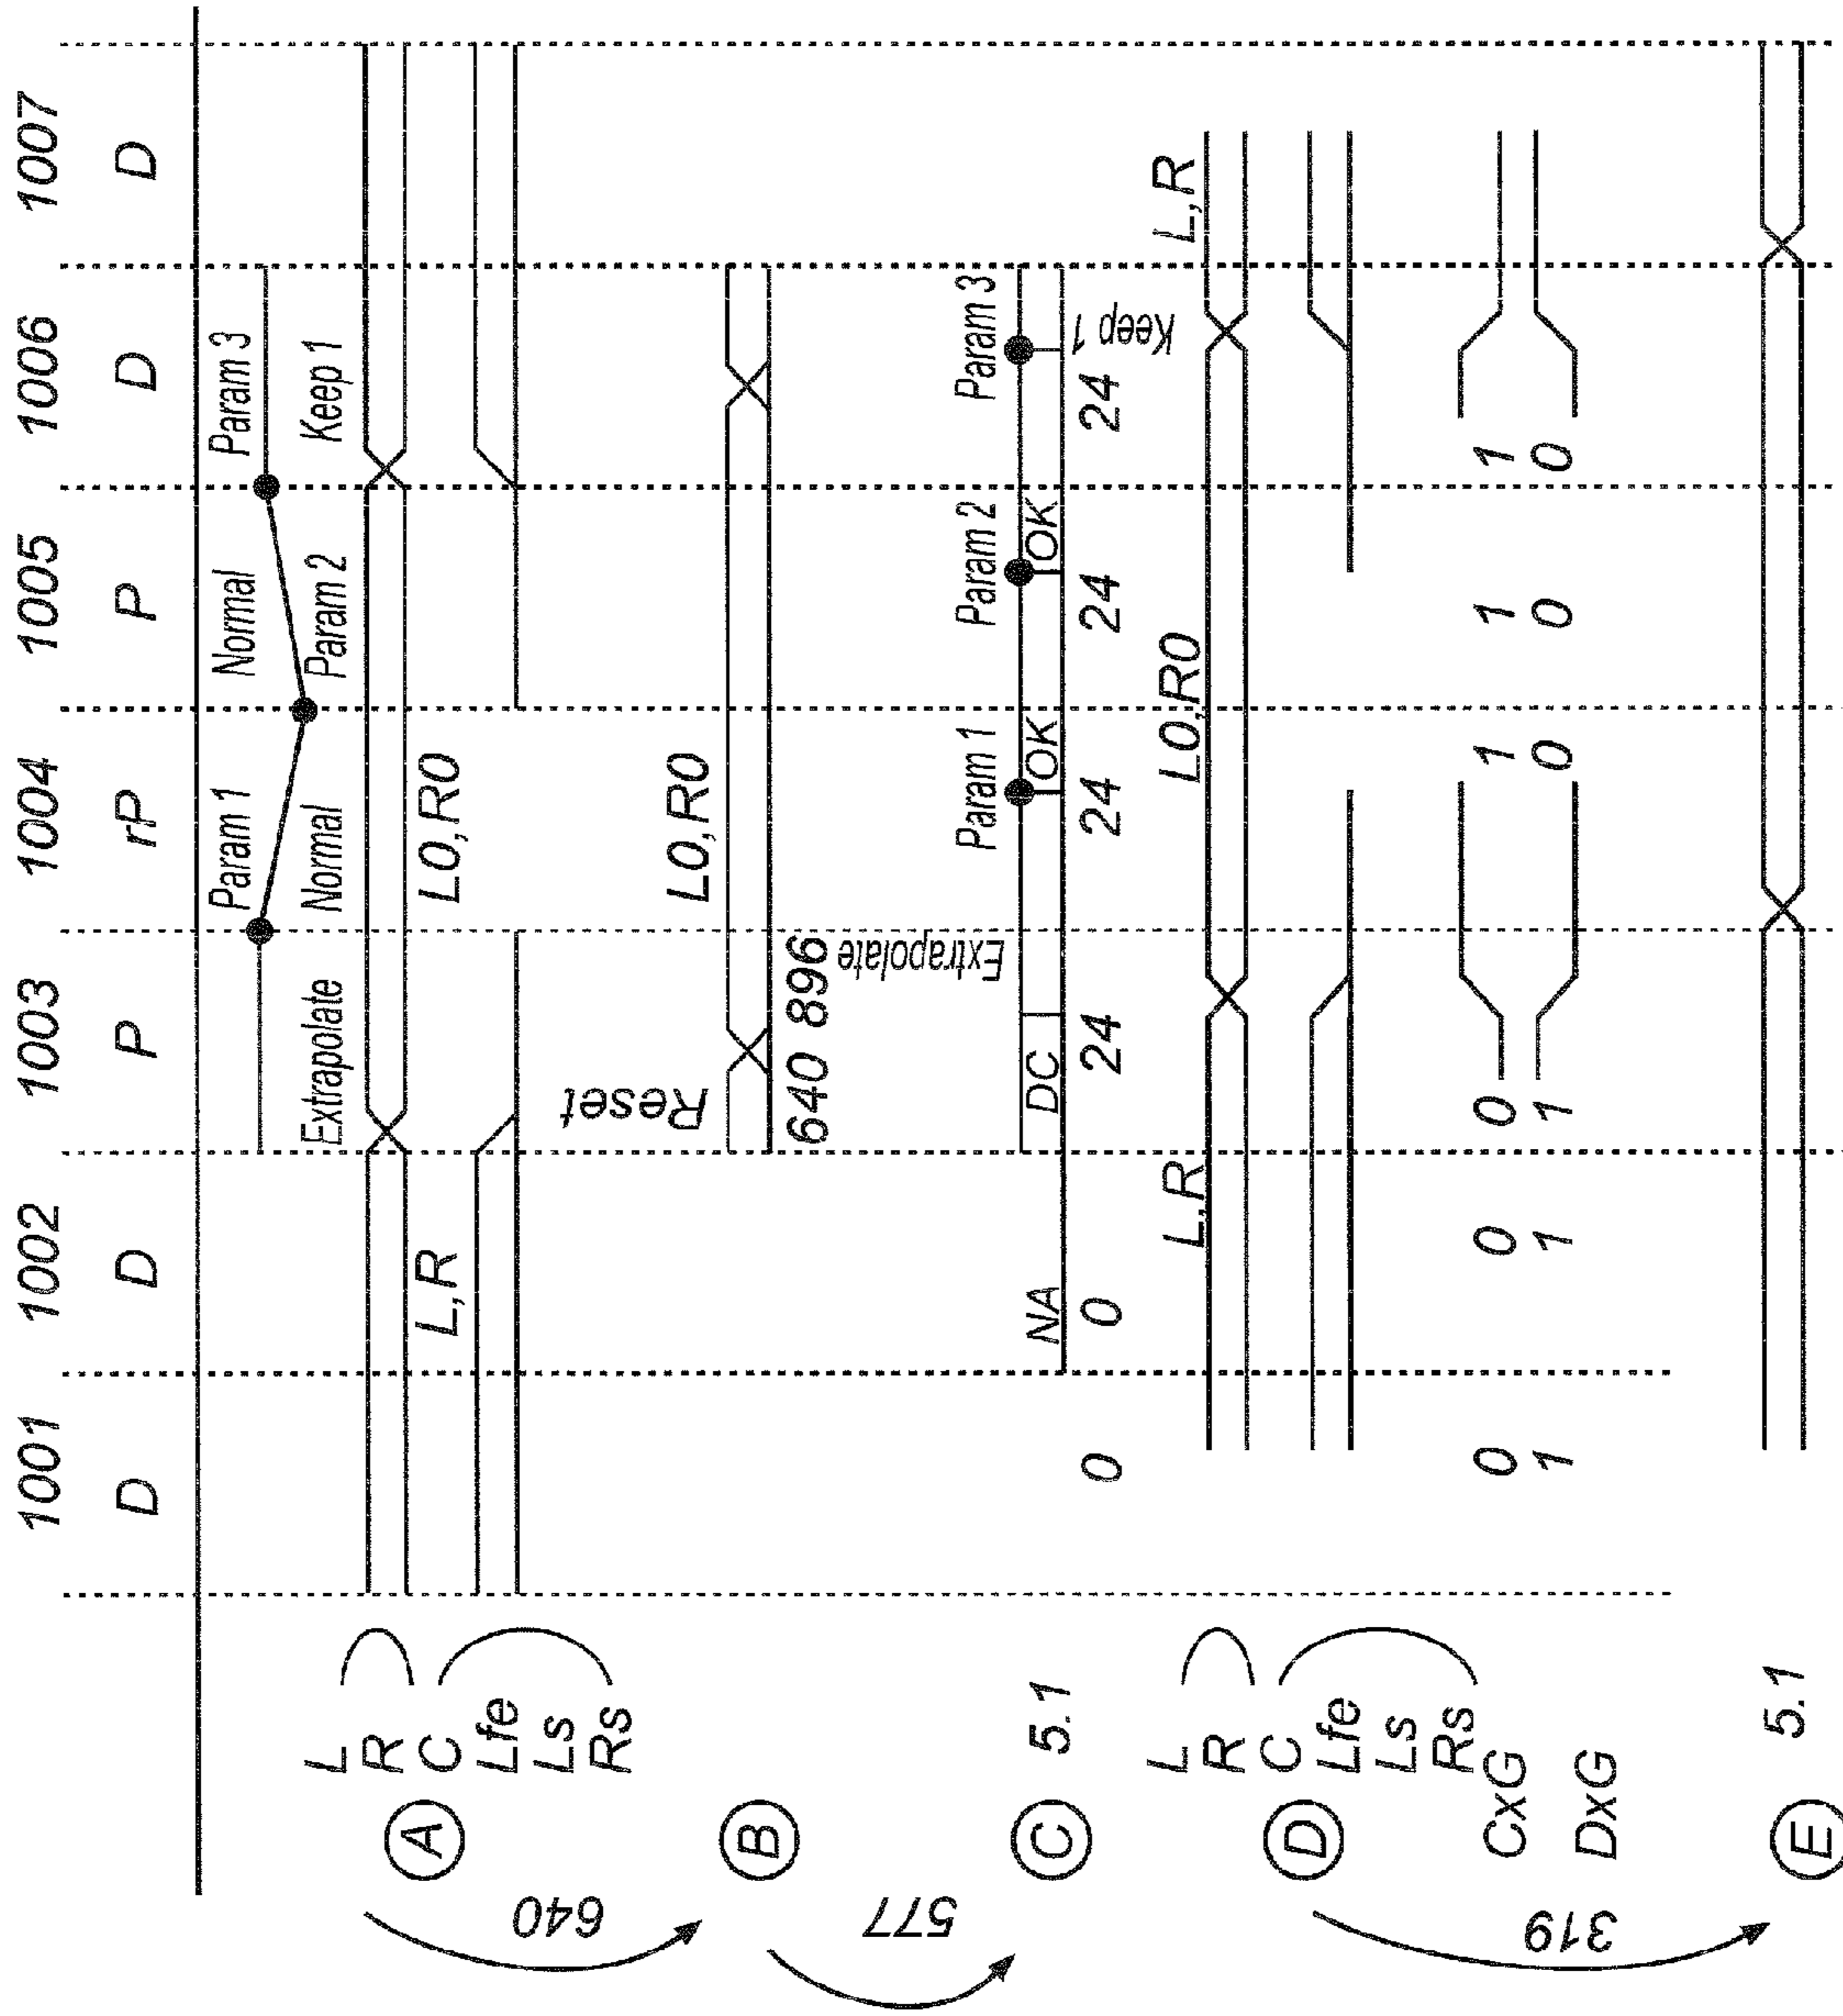 1001 1002 1003 1004 1005 1006 1007
D D P rP P D D
Param 1 Normal Param 3
Extrapolate Normal Param 2 Keep 1
L
R
A
C
Lfe
Ls
Rs
L,R L0,R0
640
Reset
L0,R0
B
640 896
Extrapolate
577
Param 1 Param 2 Param 3
C 5.1
NA DC OK OK
0 0 24 24 24 24
Keep 1
L
R
L,R L0,R0 L,R
D
C
Lfe
Ls
Rs
CxG
0 0 0 1 1 1
DxG
1 1 1 0 0 0
319
E 5.1